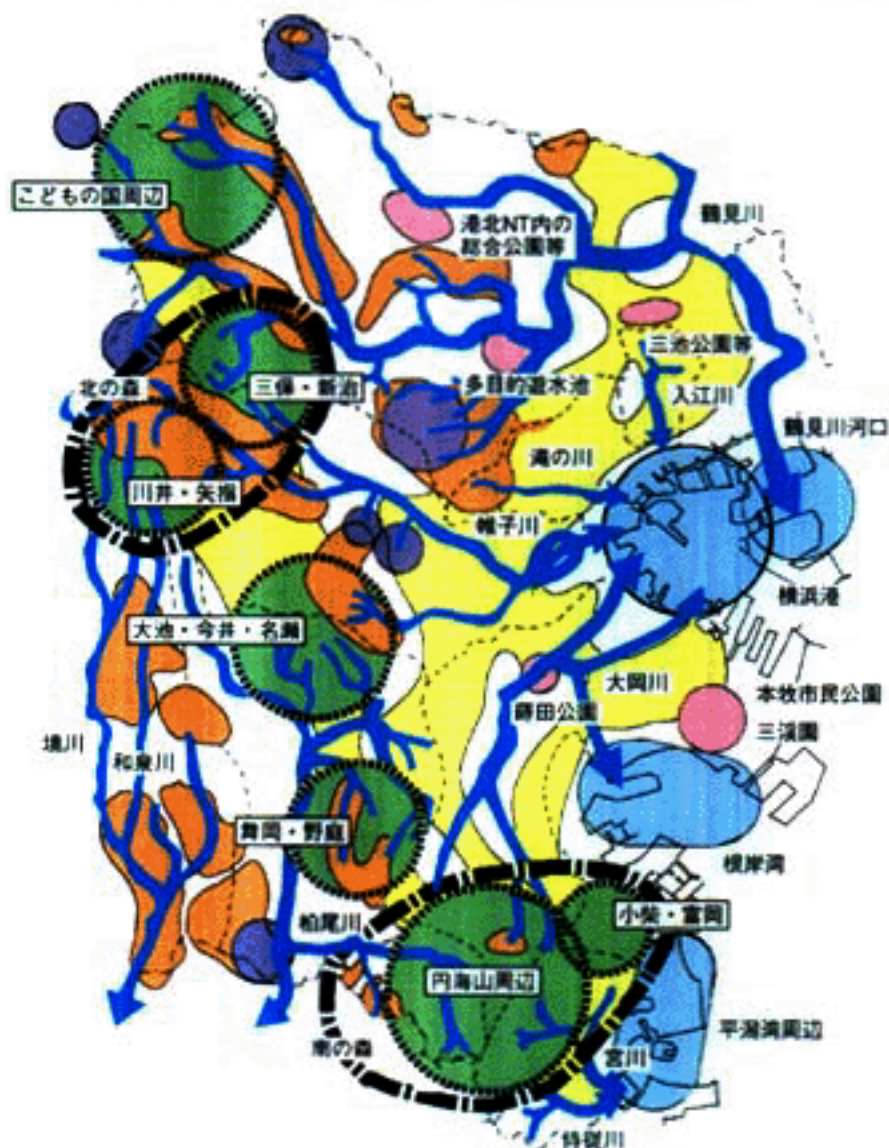 こどもの国周辺
港北NT内の
総合公園等
鶴見川
三池公園等
北の森
三保・新治
多目的遊水池
入江川
鶴見川河口
滝の川
川井・矢指
帷子川
横浜港
大池・今井・名瀬
大岡川
本牧市民公園
蒔田公園
三渓園
境川
和泉川
舞岡・野庭
根岸湾
小柴・富岡
柏尾川
円海山周辺
平潟湾周辺
南の森
宮川
侍従川